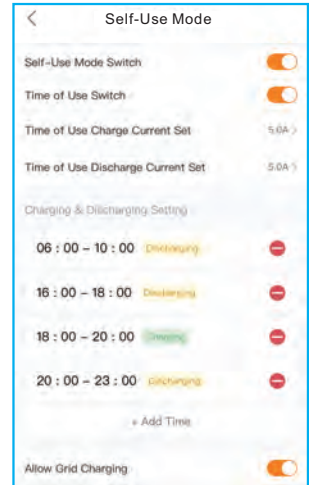 Self-Use Mode
Self-Use Mode Switch
Time of Use Switch
Time of Use Charge Current Set 5.0A
Time of Use Discharge Current Set 5.0A
Charging & Discharging Setting
06 : 00 – 10 : 00 Discharging
16 : 00 – 18 : 00 Discharging
18 : 00 – 20 : 00 Charging
20 : 00 – 23 : 00 Discharging
+ Add Time
Allow Grid Charging